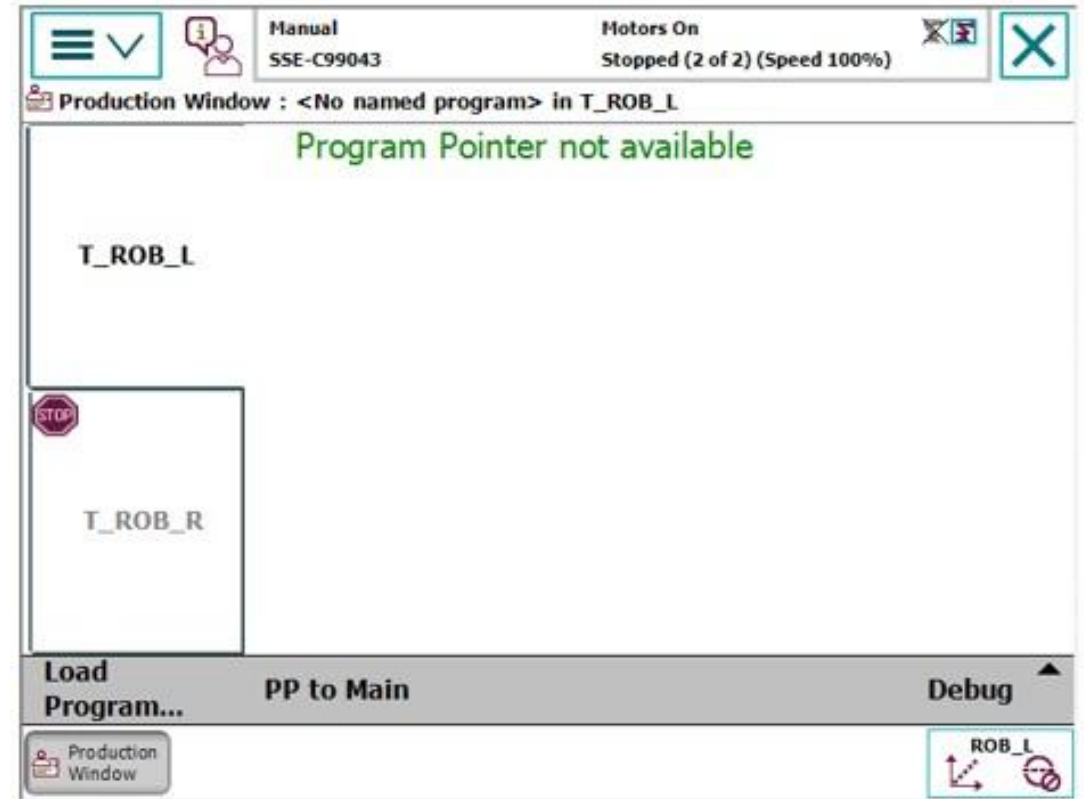 Manual
SSE-C99043
Motors On
Stopped (2 of 2) (Speed 100%)
Production Window : <No named program> in T_ROB_L
Program Pointer not available
T_ROB_L
STOP
T_ROB_R
Load
Program...
PP to Main
Debug
Production
Window
ROB_L